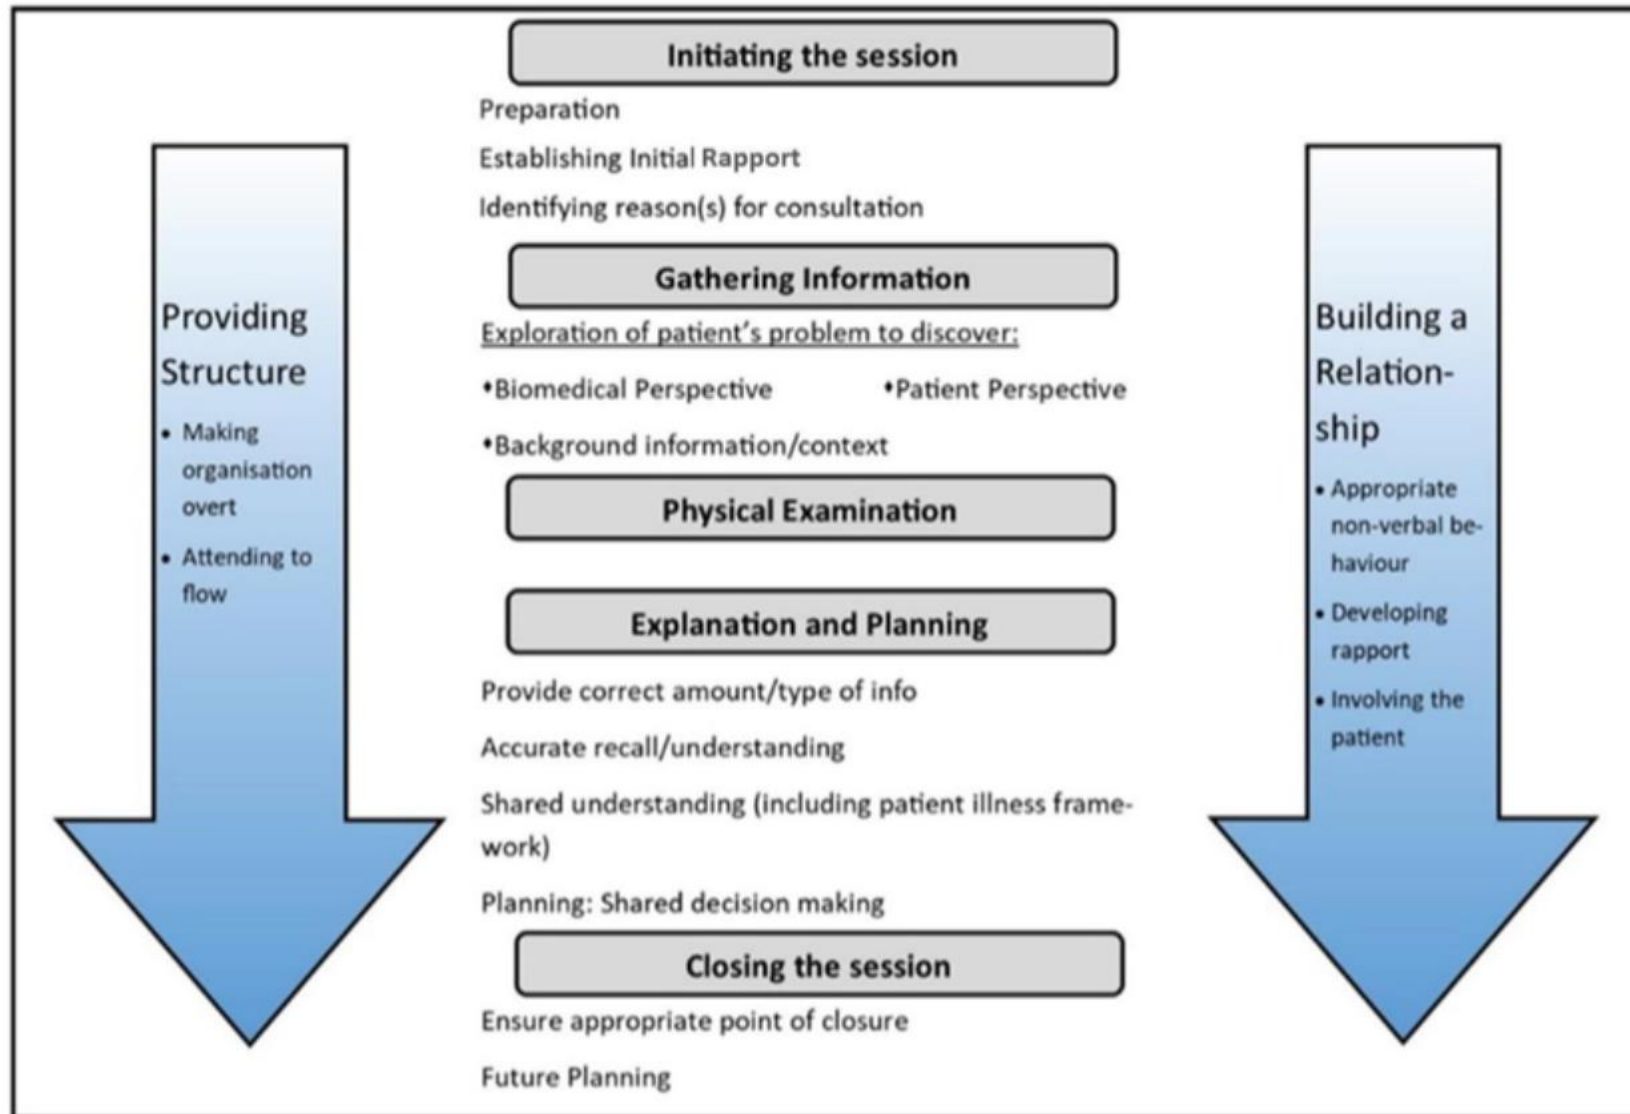 Initiating the session
Preparation
Establishing Initial Rapport
Identifying reason(s) for consultation
Gathering Information
Exploration of patient's problem to discover:
•Biomedical Perspective •Patient Perspective
•Background information/context
Physical Examination
Explanation and Planning
Provide correct amount/type of info
Accurate recall/understanding
Shared understanding (including patient illness frame-
work)
Planning: Shared decision making
Closing the session
Ensure appropriate point of closure
Future Planning
Providing
Structure
• Making
organisation
overt
• Attending to
flow
Building a
Relation-
ship
• Appropriate
non-verbal be-
haviour
• Developing
rapport
• Involving the
patient